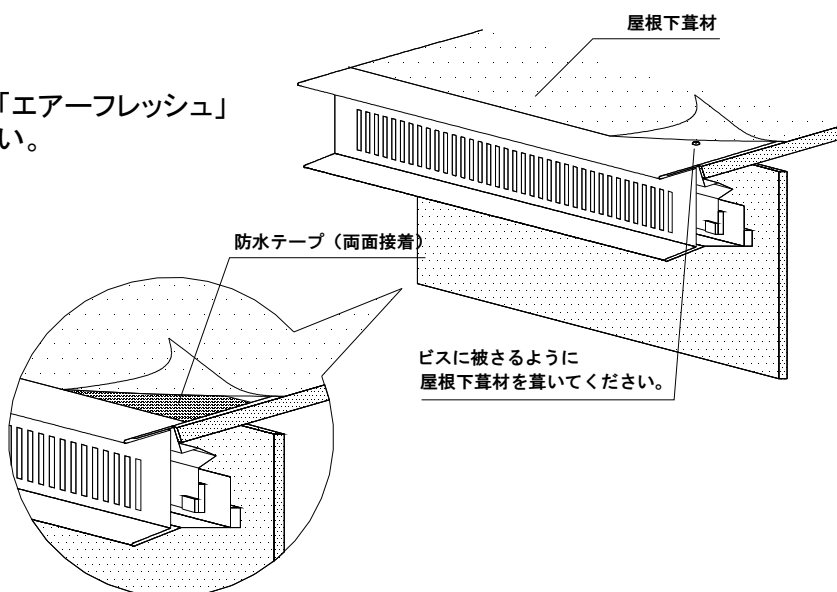 「エアーフレッシュ」
い。
屋根下葺材
防水テープ（両面接着）
ビスに被さるように
屋根下葺材を葺いてください。